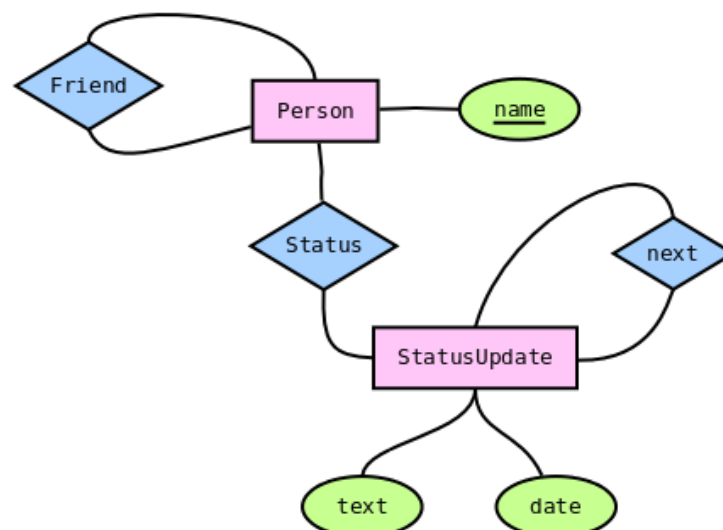 Friend
Person
name
Status
next
StatusUpdate
text
date